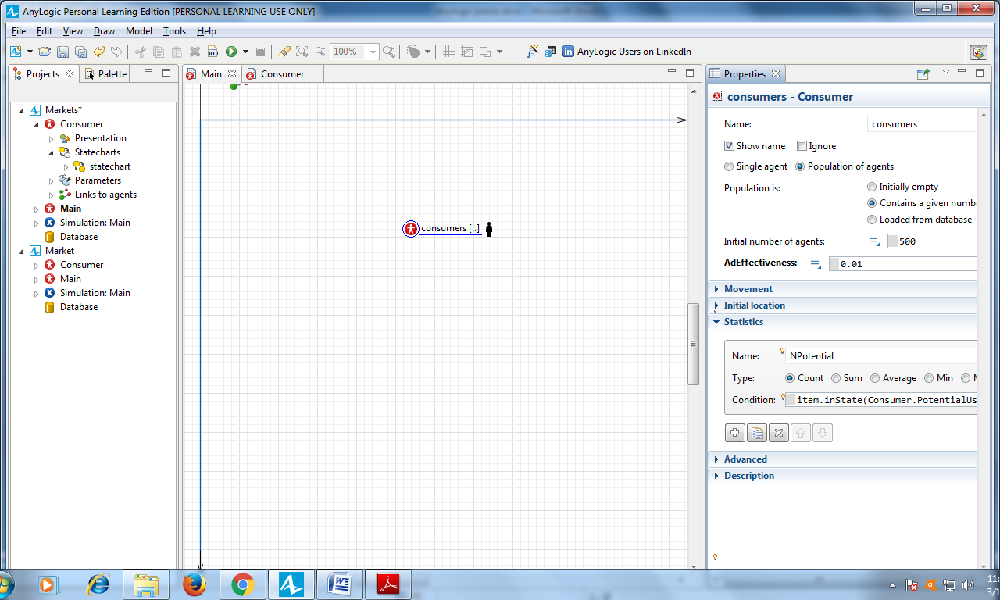 AnyLogic Personal Learning Edition [PERSONAL LEARNING USE ONLY]
File Edit View Draw Model Tools Help
100% AnyLogic Users on LinkedIn
Projects Palette
Main Consumer
Properties
Markets*
Consumer
Presentation
Statecharts
statechart
Parameters
Links to agents
Main
Simulation: Main
Database
Market
Consumer
Main
Simulation: Main
Database
consumers [..]
consumers - Consumer
Name: consumers
Show name Ignore
Single agent Population of agents
Population is: Initially empty
Contains a given numb
Loaded from database
Initial number of agents: 500
AdEffectiveness: 0.01
Movement
Initial location
Statistics
Name: NPotential
Type: Count Sum Average Min
Condition: item.inState(Consumer.PotentialUs
Advanced
Description
11:
3/1